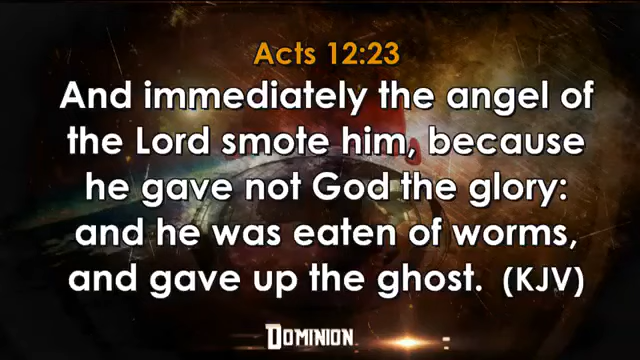 Acts 12:23
And immediately the angel of
the Lord smote him, because
he gave not God the glory:
and he was eaten of worms,
and gave up the ghost. (KJV)
DOMINION